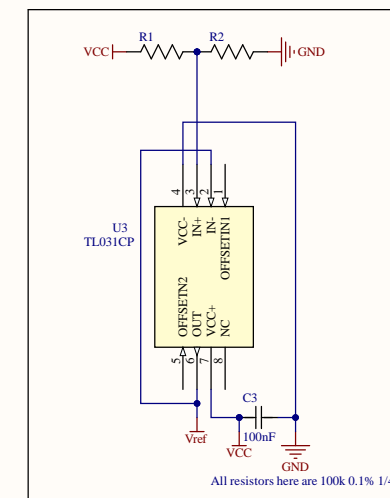 R1 R2
VCC GND
4 3 2 1
VCC- IN+ IN- OFFSETIN1
U3
TL031CP
OFFSETN2 OUT VCC+ NC
5 6 7 8
C3
100nF
Vref VCC
GND
All resistors here are 100k 0.1% 1/4